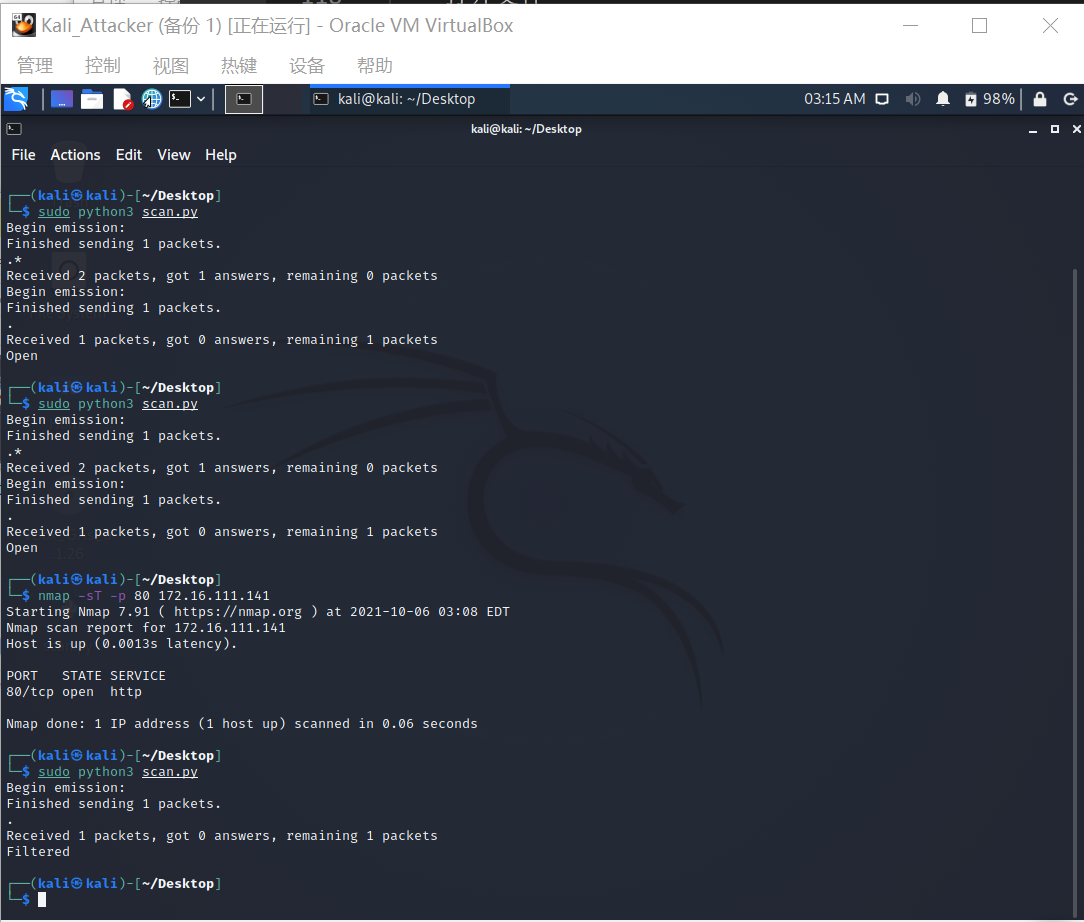 Kali_Attacker (备份 1) [正在运行] - Oracle VM VirtualBox
管理 控制 视图 热键 设备 帮助
kali@kali: ~/Desktop 03:15 AM 98%
kali@kali: ~/Desktop
File Actions Edit View Help
┌──(kali㉿kali)-[~/Desktop]
└─$ sudo python3 scan.py
Begin emission:
Finished sending 1 packets.
.*
Received 2 packets, got 1 answers, remaining 0 packets
Begin emission:
Finished sending 1 packets.
.
Received 1 packets, got 0 answers, remaining 1 packets
Open
┌──(kali㉿kali)-[~/Desktop]
└─$ sudo python3 scan.py
Begin emission:
Finished sending 1 packets.
.*
Received 2 packets, got 1 answers, remaining 0 packets
Begin emission:
Finished sending 1 packets.
.
Received 1 packets, got 0 answers, remaining 1 packets
Open
┌──(kali㉿kali)-[~/Desktop]
└─$ nmap -sT -p 80 172.16.111.141
Starting Nmap 7.91 ( https://nmap.org ) at 2021-10-06 03:08 EDT
Nmap scan report for 172.16.111.141
Host is up (0.0013s latency).
PORT STATE SERVICE
80/tcp open http
Nmap done: 1 IP address (1 host up) scanned in 0.06 seconds
┌──(kali㉿kali)-[~/Desktop]
└─$ sudo python3 scan.py
Begin emission:
Finished sending 1 packets.
.
Received 1 packets, got 0 answers, remaining 1 packets
Filtered
┌──(kali㉿kali)-[~/Desktop]
└─$